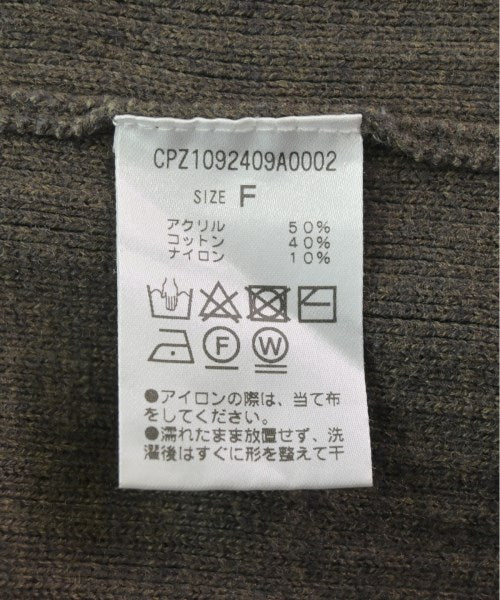 CPZ1092409A0002
SIZE F
アクリル 50%
コットン 40%
ナイロン 10%
F W
●アイロンの際は、当て布
をしてください。
●濡れたまま放置せず、洗
濯後はすぐに形を整えて干